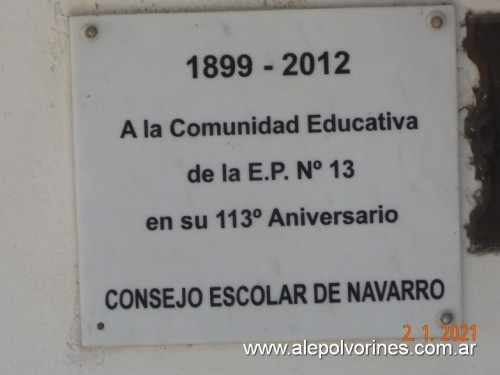 1899 - 2012
A la Comunidad Educativa
de la E.P. Nº 13
en su 113º Aniversario
CONSEJO ESCOLAR DE NAVARRO
2. 1. 2021
www.alepolvorines.com.ar